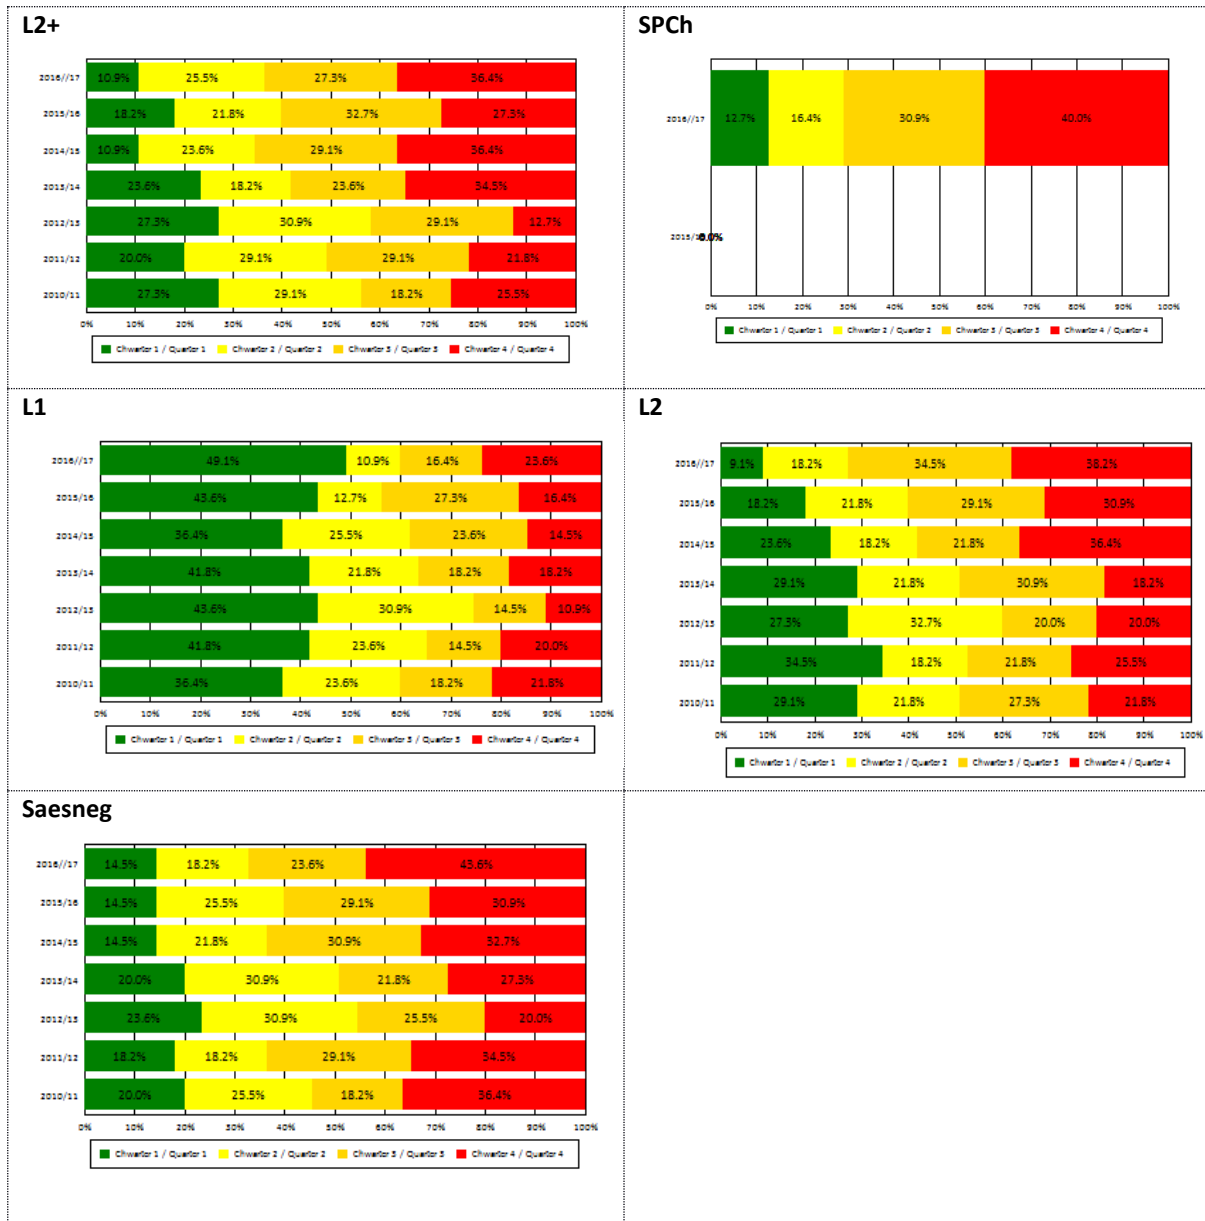 L2+
2016//17 10.9% 25.5% 27.3% 36.4%
2015/16 18.2% 21.8% 32.7% 27.3%
2014/15 10.9% 23.6% 29.1% 36.4%
2013/14 23.6% 18.2% 23.6% 34.5%
2012/13 27.3% 30.9% 29.1% 12.7%
2011/12 20.0% 29.1% 29.1% 21.8%
2010/11 27.3% 29.1% 18.2% 25.5%
0% 10% 20% 30% 40% 50% 60% 70% 80% 90% 100%
Chwarter 1 / Quarter 1 Chwarter 2 / Quarter 2 Chwarter 3 / Quarter 3 Chwarter 4 / Quarter 4
SPCh
2016//17 12.7% 16.4% 30.9% 40.0%
2015/16 0.0%
0% 10% 20% 30% 40% 50% 60% 70% 80% 90% 100%
Chwarter 1 / Quarter 1 Chwarter 2 / Quarter 2 Chwarter 3 / Quarter 3 Chwarter 4 / Quarter 4
L1
2016//17 49.1% 10.9% 16.4% 23.6%
2015/16 43.6% 12.7% 27.3% 16.4%
2014/15 36.4% 25.5% 23.6% 14.5%
2013/14 41.8% 21.8% 18.2% 18.2%
2012/13 43.6% 30.9% 14.5% 10.9%
2011/12 41.8% 23.6% 14.5% 20.0%
2010/11 36.4% 23.6% 18.2% 21.8%
0% 10% 20% 30% 40% 50% 60% 70% 80% 90% 100%
Chwarter 1 / Quarter 1 Chwarter 2 / Quarter 2 Chwarter 3 / Quarter 3 Chwarter 4 / Quarter 4
L2
2016//17 9.1% 18.2% 34.5% 38.2%
2015/16 18.2% 21.8% 29.1% 30.9%
2014/15 23.6% 18.2% 21.8% 36.4%
2013/14 29.1% 21.8% 30.9% 18.2%
2012/13 27.3% 32.7% 20.0% 20.0%
2011/12 34.5% 18.2% 21.8% 25.5%
2010/11 29.1% 21.8% 27.3% 21.8%
0% 10% 20% 30% 40% 50% 60% 70% 80% 90% 100%
Chwarter 1 / Quarter 1 Chwarter 2 / Quarter 2 Chwarter 3 / Quarter 3 Chwarter 4 / Quarter 4
Saesneg
2016//17 14.5% 18.2% 23.6% 43.6%
2015/16 14.5% 25.5% 29.1% 30.9%
2014/15 14.5% 21.8% 30.9% 32.7%
2013/14 20.0% 30.9% 21.8% 27.3%
2012/13 23.6% 30.9% 25.5% 20.0%
2011/12 18.2% 18.2% 29.1% 34.5%
2010/11 20.0% 25.5% 18.2% 36.4%
0% 10% 20% 30% 40% 50% 60% 70% 80% 90% 100%
Chwarter 1 / Quarter 1 Chwarter 2 / Quarter 2 Chwarter 3 / Quarter 3 Chwarter 4 / Quarter 4